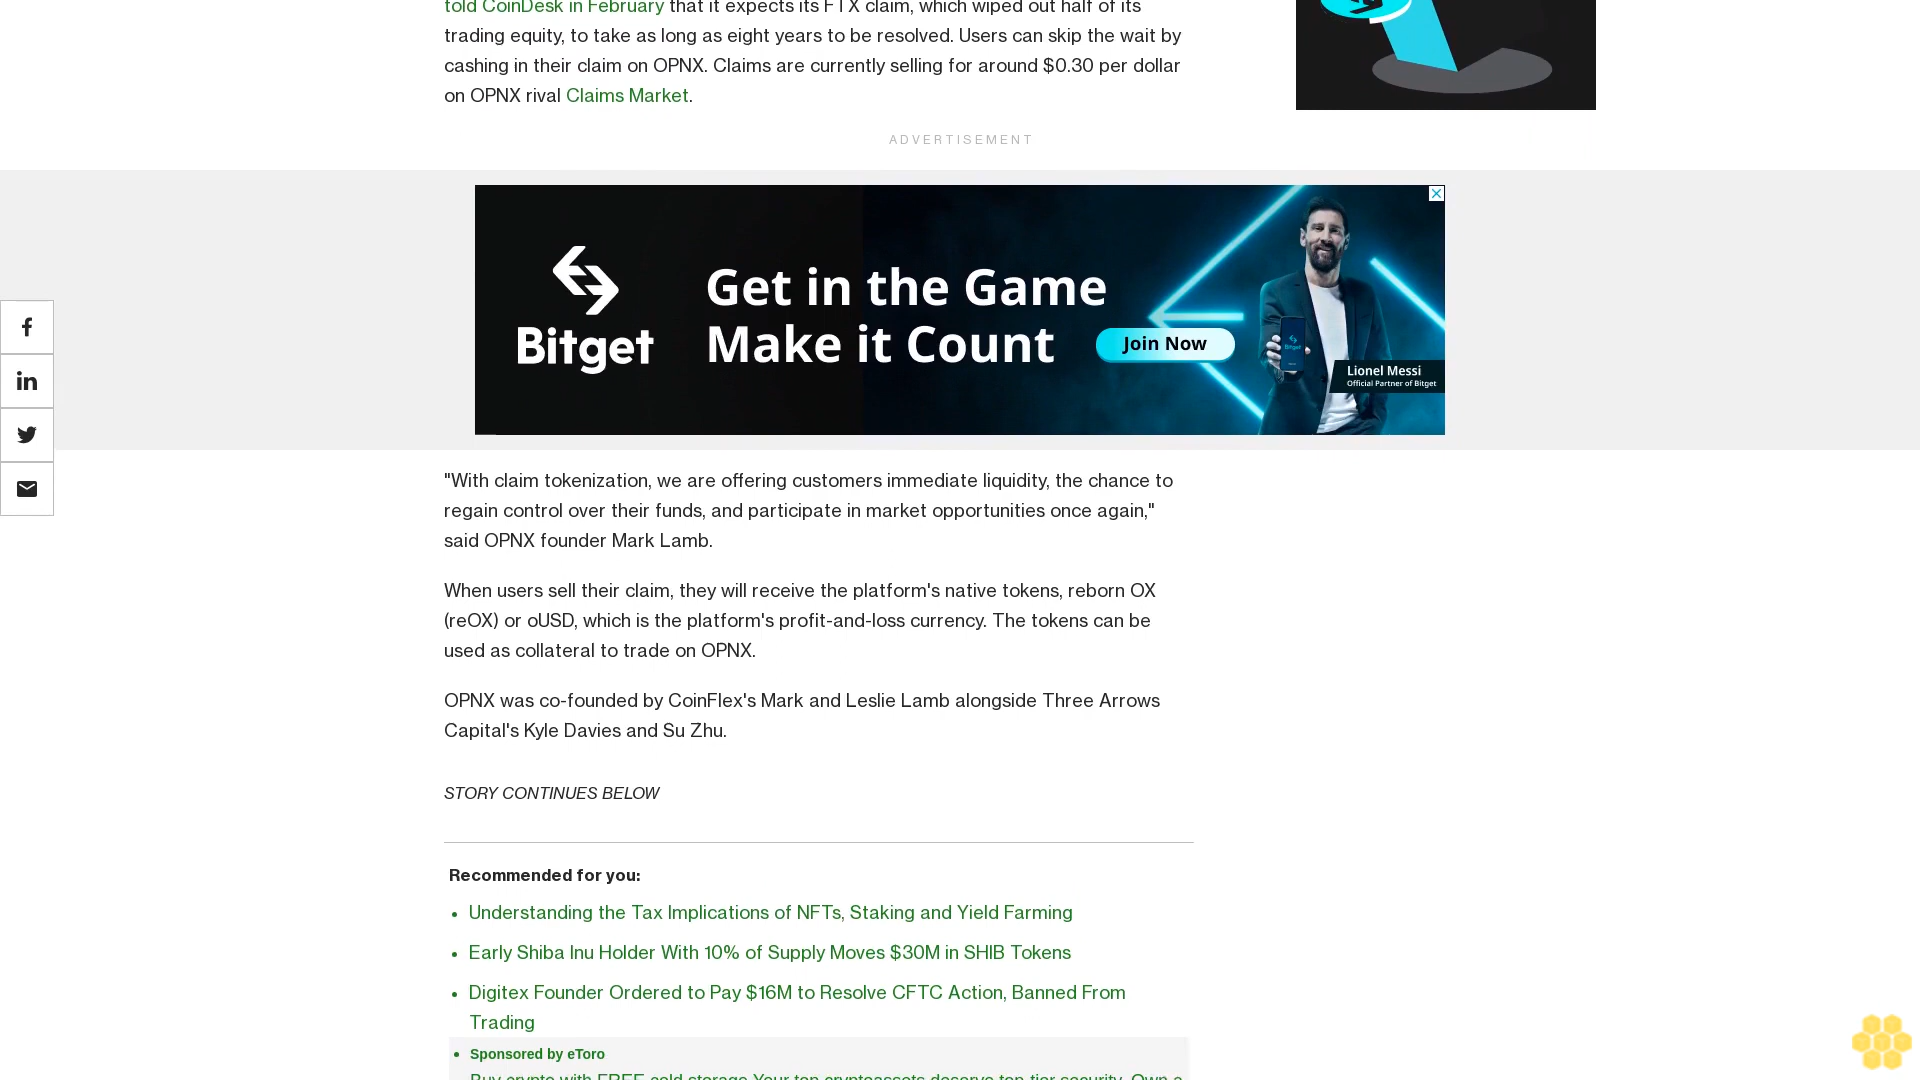 told CoinDesk in February that it expects its FTX claim, which wiped out half of its
trading equity, to take as long as eight years to be resolved. Users can skip the wait by
cashing in their claim on OPNX. Claims are currently selling for around $0.30 per dollar
on OPNX rival Claims Market.
ADVERTISEMENT
Bitget
Get in the Game
Make it Count
Join Now
Bitget
Lionel Messi
Official Partner of Bitget
"With claim tokenization, we are offering customers immediate liquidity, the chance to
regain control over their funds, and participate in market opportunities once again,"
said OPNX founder Mark Lamb.
When users sell their claim, they will receive the platform's native tokens, reborn OX
(reOX) or oUSD, which is the platform's profit-and-loss currency. The tokens can be
used as collateral to trade on OPNX.
OPNX was co-founded by CoinFlex's Mark and Leslie Lamb alongside Three Arrows
Capital's Kyle Davies and Su Zhu.
STORY CONTINUES BELOW
Recommended for you:
• Understanding the Tax Implications of NFTs, Staking and Yield Farming
• Early Shiba Inu Holder With 10% of Supply Moves $30M in SHIB Tokens
• Digitex Founder Ordered to Pay $16M to Resolve CFTC Action, Banned From
Trading
• Sponsored by eToro
Buy crypto with FREE cold storage Your top cryptoassets deserve top-tier security. Own a